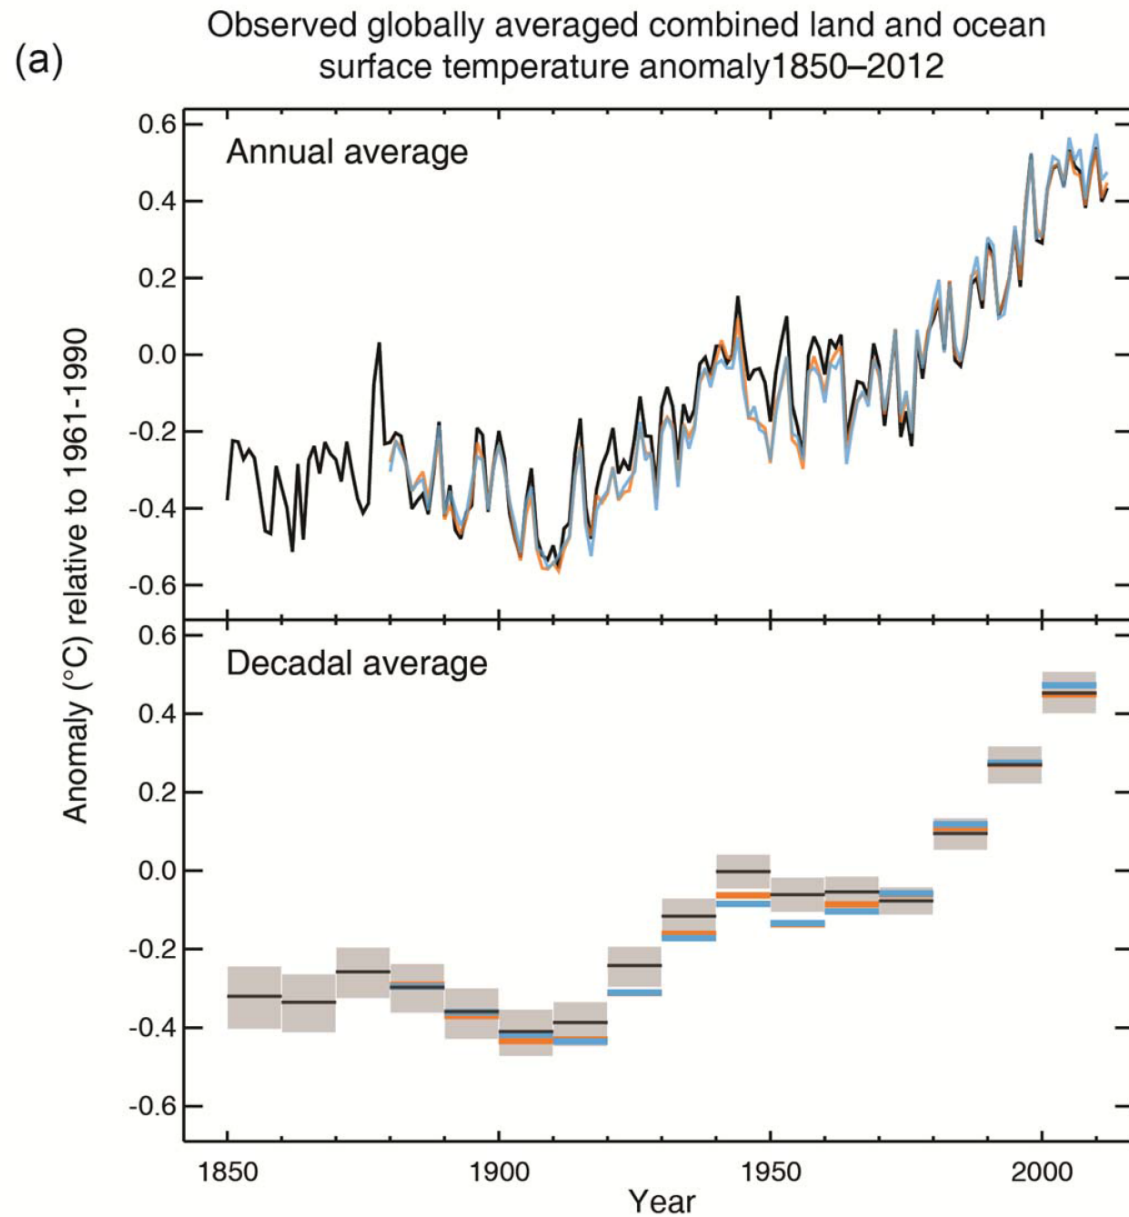 Observed globally averaged combined land and ocean
(a)
surface temperature anomaly1850–2012
Annual average
0.6
0.4
0.2
0.0
-0.2
-0.4
-0.6
Anomaly (°C) relative to 1961-1990
Decadal average
0.6
0.4
0.2
0.0
-0.2
-0.4
-0.6
1850 1900 1950 2000
Year